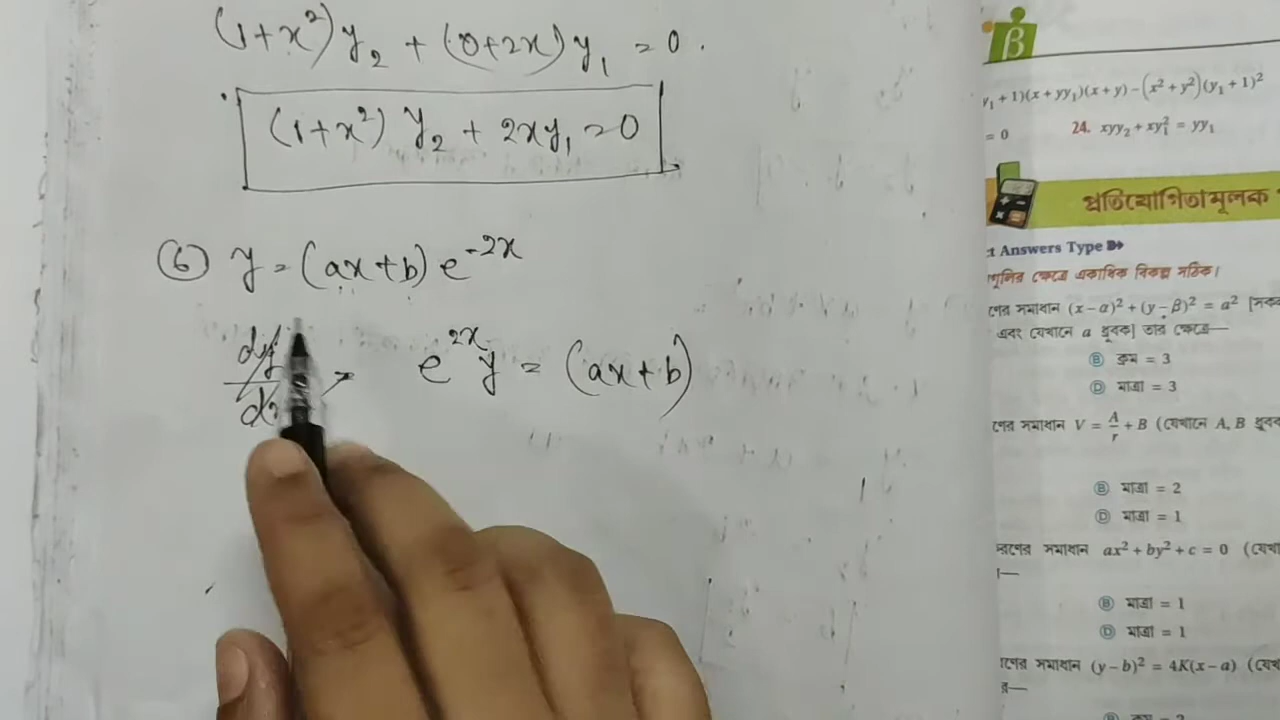 (1+x²)y₂ + (0+2x)y₁ = 0.
(1+x²) y₂ + 2xy₁ = 0
⑥ y = (ax+b) e⁻²ˣ
= e²ˣy = (ax+b)
β
y₁+1)(x+yy₁)(x+y)−(x²+y²)(y₁+1)²
= 0 24. xyy₂+xy₁² = yy₁
প্রতিযোগিতামূলক
Answers Type
ক্ষেত্রে একাধিক বিকল্প সঠিক।
সমাধান (x−α)²+(y−β)² = a²
এবং যেখানে a ধ্রুবক] তার ক্ষেত্রে—
Ⓑ ক্রম = 3
Ⓓ মাত্রা = 3
সমাধান V = A/r + B (যেখানে A, B
Ⓑ মাত্রা = 2
Ⓓ মাত্রা = 1
সমাধান ax²+by²+c = 0
Ⓑ মাত্রা = 1
Ⓓ মাত্রা = 1
সমাধান (y−b)² = 4K(x−a)